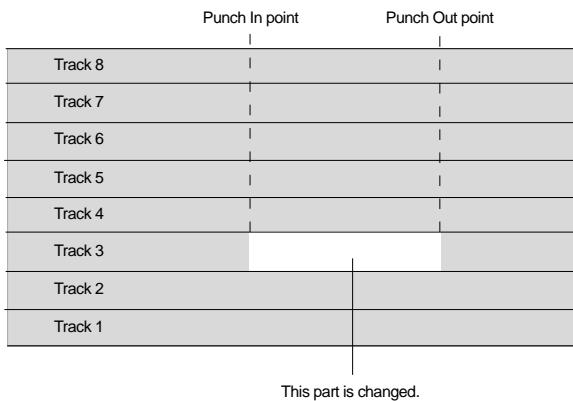 Punch In point Punch Out point
Track 8
Track 7
Track 6
Track 5
Track 4
Track 3
Track 2
Track 1
This part is changed.